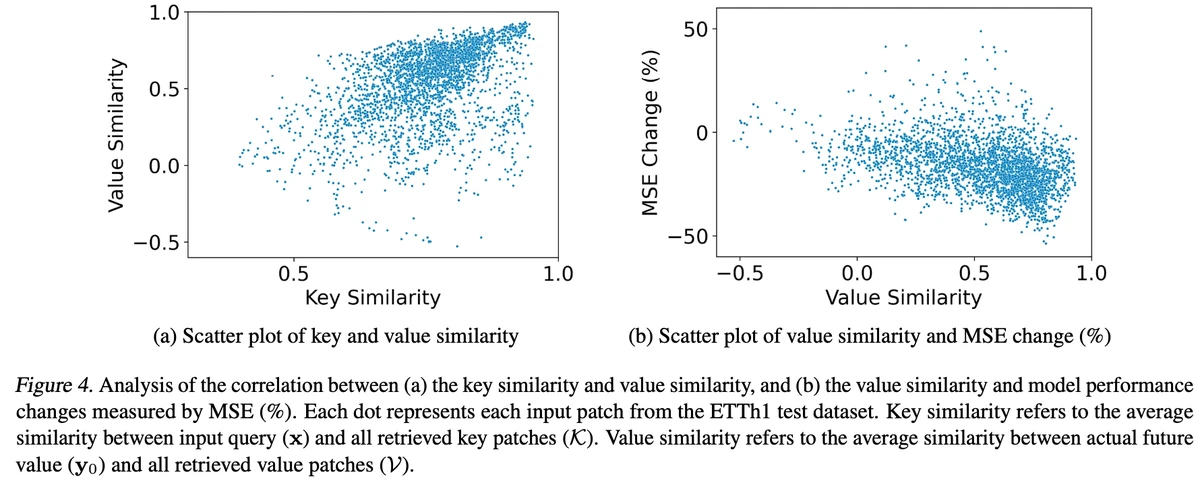 1.0
0.5
0.0
−0.5
Value Similarity
0.5
1.0
Key Similarity
(a) Scatter plot of key and value similarity
50
0
−50
MSE Change (%)
−0.5
0.0
0.5
1.0
Value Similarity
(b) Scatter plot of value similarity and MSE change (%)
Figure 4. Analysis of the correlation between (a) the key similarity and value similarity, and (b) the value similarity and model performance
changes measured by MSE (%). Each dot represents each input patch from the ETTh1 test dataset. Key similarity refers to the average
similarity between input query (x) and all retrieved key patches (𝒦). Value similarity refers to the average similarity between actual future
value (y₀) and all retrieved value patches (𝒱).